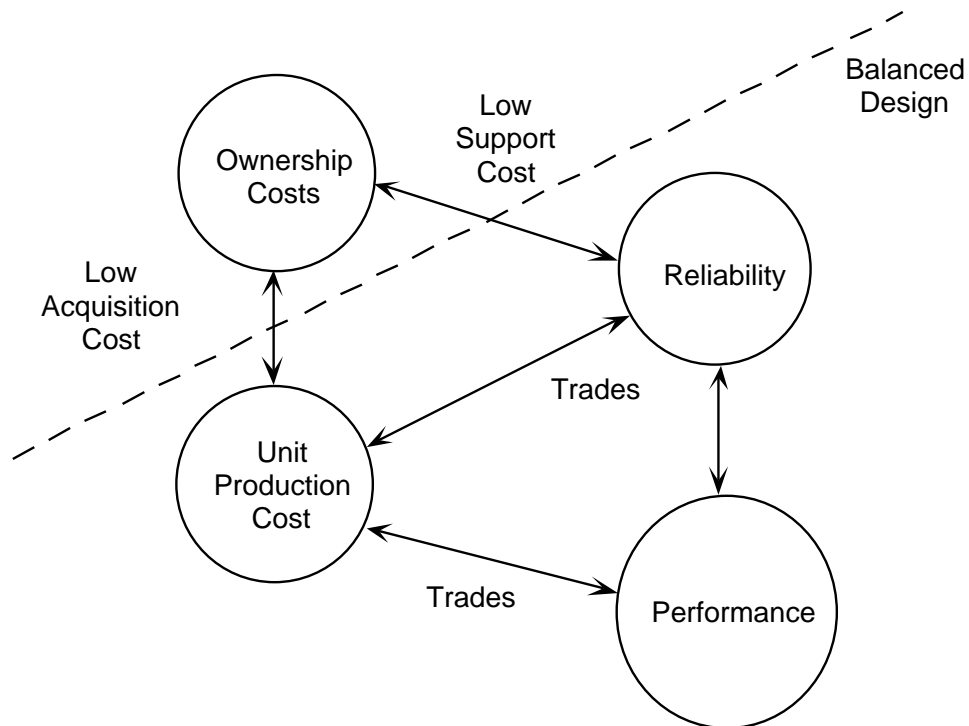 Balanced
Design
Low
Support
Cost
Ownership
Costs
Low
Acquisition
Cost
Reliability
Trades
Unit
Production
Cost
Trades
Performance